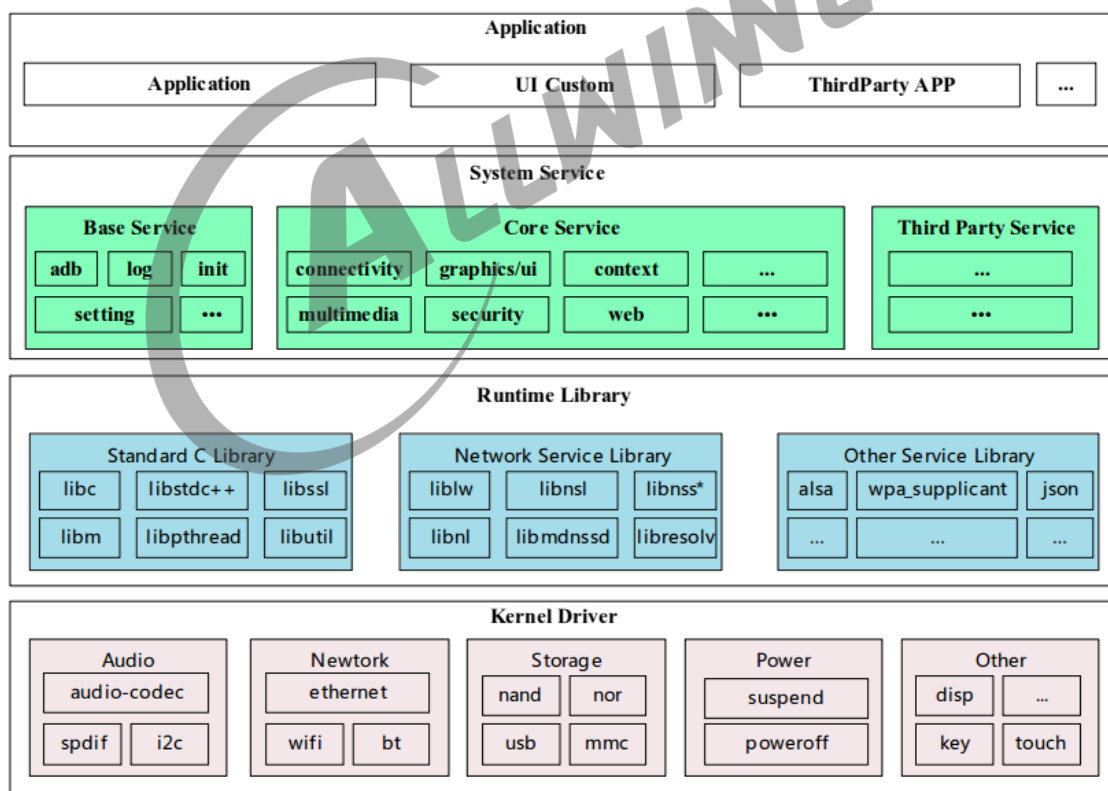 Application
Application UI Custom ThirdParty APP ...
System Service
Base Service Core Service Third Party Service
adb log init connectivity graphics/ui context ... ...
setting ... multimedia security web ... ...
Runtime Library
Standard C Library Network Service Library Other Service Library
libc libstdc++ libssl liblw libnsl libnss* alsa wpa_supplicant json
libm libpthread libutil libnl libmdnssd libresolv ... ... ...
Kernel Driver
Audio Newtork Storage Power Other
audio-codec ethernet nand nor suspend disp ...
spdif i2c wifi bt usb mmc poweroff key touch